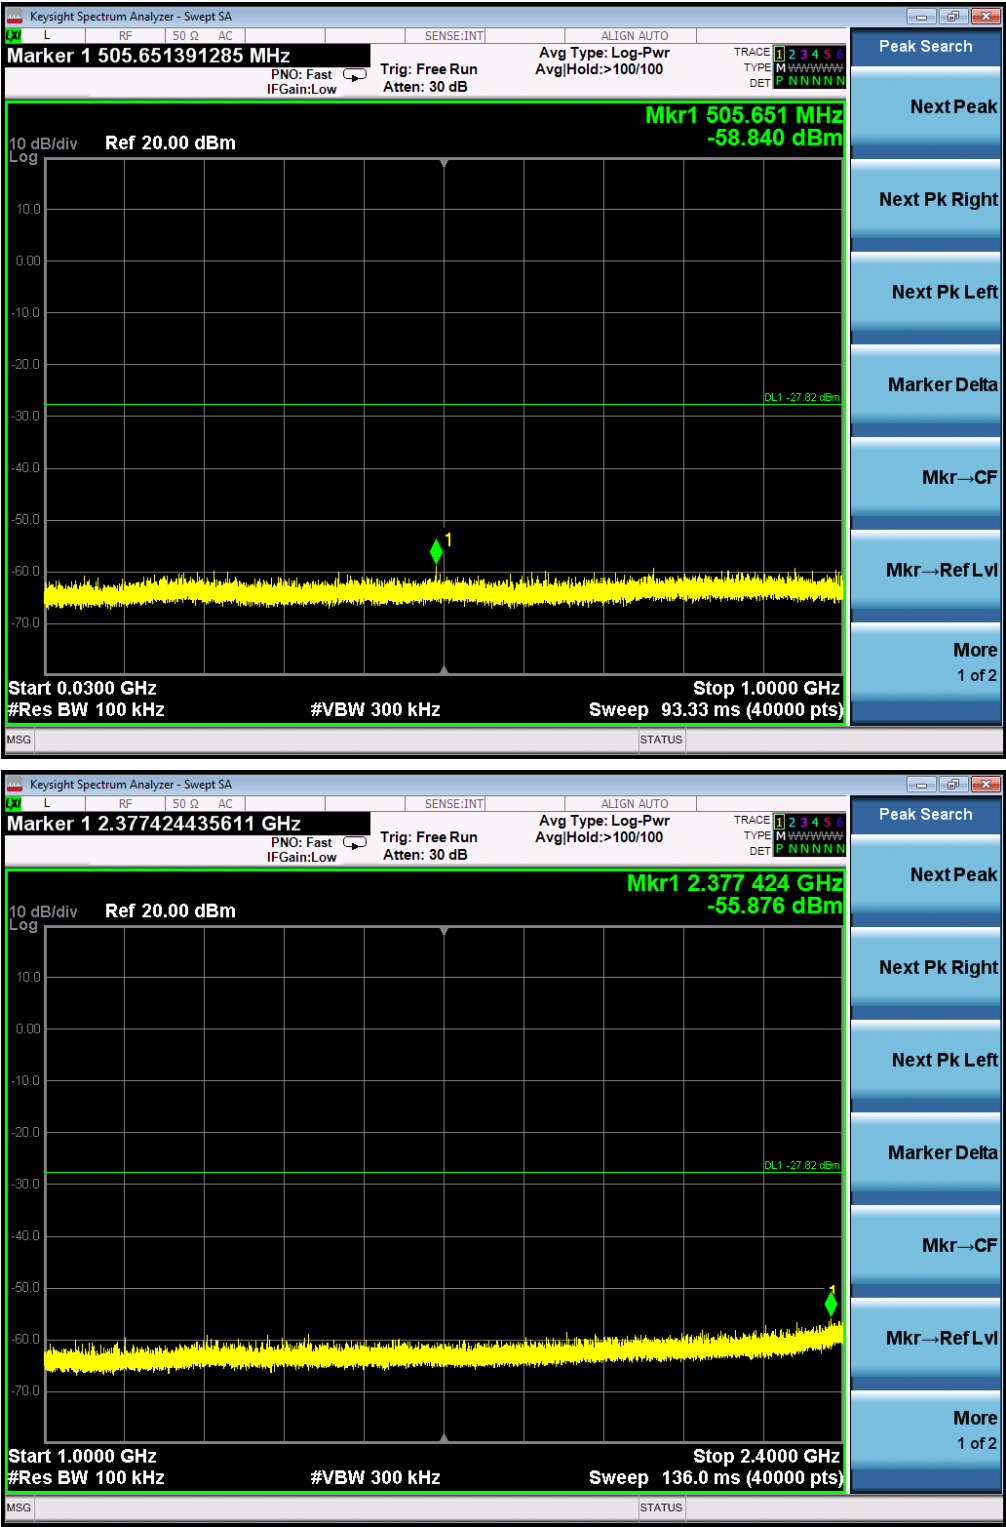 Keysight Spectrum Analyzer - Swept SA
LXI L RF 50 Ω AC SENSE:INT ALIGN AUTO
Marker 1 505.651391285 MHz
PNO: Fast
IFGain:Low
Trig: Free Run
Atten: 30 dB
Avg Type: Log-Pwr
Avg|Hold:>100/100
TRACE 1 2 3 4 5 6
TYPE M WWWWW
DET P N N N N N
Mkr1 505.651 MHz
-58.840 dBm
10 dB/div Ref 20.00 dBm
Log
10.0
0.00
-10.0
-20.0
DL1 -27.82 dBm
-30.0
-40.0
-50.0
1
-60.0
-70.0
Start 0.0300 GHz Stop 1.0000 GHz
#Res BW 100 kHz #VBW 300 kHz Sweep 93.33 ms (40000 pts)
MSG STATUS
Peak Search
Next Peak
Next Pk Right
Next Pk Left
Marker Delta
Mkr→CF
Mkr→Ref Lvl
More
1 of 2
Keysight Spectrum Analyzer - Swept SA
LXI L RF 50 Ω AC SENSE:INT ALIGN AUTO
Marker 1 2.377424435611 GHz
PNO: Fast
IFGain:Low
Trig: Free Run
Atten: 30 dB
Avg Type: Log-Pwr
Avg|Hold:>100/100
TRACE 1 2 3 4 5 6
TYPE M WWWWW
DET P N N N N N
Mkr1 2.377 424 GHz
-55.876 dBm
10 dB/div Ref 20.00 dBm
Log
10.0
0.00
-10.0
-20.0
DL1 -27.82 dBm
-30.0
-40.0
-50.0
1
-60.0
-70.0
Start 1.0000 GHz Stop 2.4000 GHz
#Res BW 100 kHz #VBW 300 kHz Sweep 136.0 ms (40000 pts)
MSG STATUS
Peak Search
Next Peak
Next Pk Right
Next Pk Left
Marker Delta
Mkr→CF
Mkr→Ref Lvl
More
1 of 2